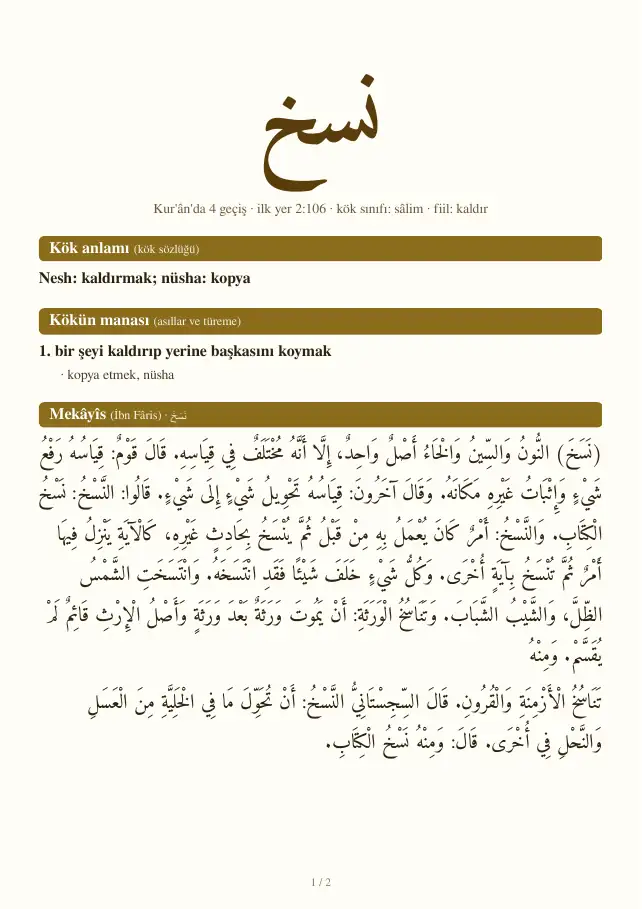 نسخ
Kur'ân'da 4 geçiş · ilk yer 2:106 · kök sınıfı: sâlim · fiil: kaldır
Kök anlamı (kök sözlüğü)
Nesh: kaldırmak; nüsha: kopya
Kökün manası (asıllar ve türeme)
1. bir şeyi kaldırıp yerine başkasını koymak
· kopya etmek, nüsha
Mekâyîs (İbn Fâris) · نَسَخَ
(نَسَخَ) النُّونُ وَالسِّينُ وَالْخَاءُ أَصْلٌ وَاحِدٌ، إِلَّا أَنَّهُ مُخْتَلَفٌ فِي قِيَاسِهِ. قَالَ قَوْمٌ: قِيَاسُهُ رَفْعُ
شَيْءٍ وَإِثْبَاتُ غَيْرِهِ مَكَانَهُ. وَقَالَ آخَرُونَ: قِيَاسُهُ تَحْوِيلُ شَيْءٍ إِلَى شَيْءٍ. قَالُوا: النَّسْخُ: نَسْخُ
الْكِتَابِ. وَالنَّسْخُ: أَمْرٌ كَانَ يُعْمَلُ بِهِ مِنْ قَبْلُ ثُمَّ يُنْسَخُ بِحَادِثٍ غَيْرِهِ، كَالْآيَةِ يَنْزِلُ فِيهَا
أَمْرٌ ثُمَّ تُنْسَخُ بِآيَةٍ أُخْرَى. وَكُلُّ شَيْءٍ خَلَفَ شَيْئًا فَقَدِ انْتَسَخَهُ. وَانْتَسَخَتِ الشَّمْسُ
الظِّلَّ، وَالشَّيْبُ الشَّبَابَ. وَتَنَاسُخُ الْوَرَثَةِ: أَنْ يَمُوتَ وَرَثَةٌ بَعْدَ وَرَثَةٍ وَأَصْلُ الْإِرْثِ قَائِمٌ لَمْ
يُقَسَّمْ. وَمِنْهُ
تَنَاسُخُ الْأَزْمِنَةِ وَالْقُرُونِ. قَالَ السِّجِسْتَانِيُّ النَّسْخُ: أَنْ تُحَوِّلَ مَا فِي الْخَلِيَّةِ مِنَ الْعَسَلِ
وَالنَّحْلِ فِي أُخْرَى. قَالَ: وَمِنْهُ نَسْخُ الْكِتَابِ.
1 / 2